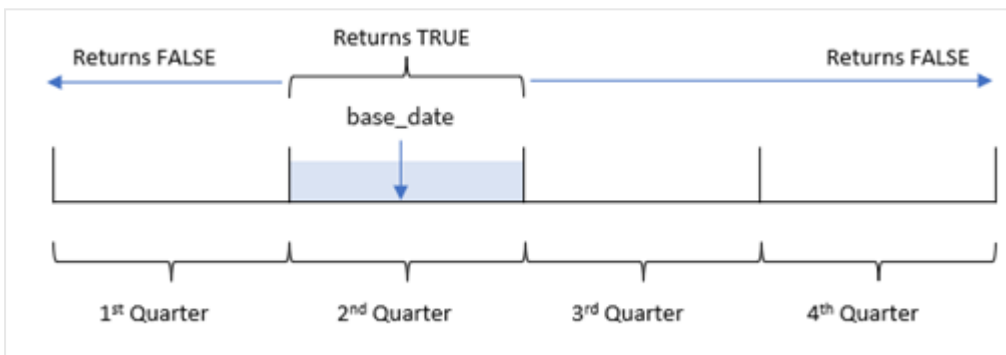 Returns TRUE
Returns FALSE
Returns FALSE
base_date
1st Quarter
2nd Quarter
3rd Quarter
4th Quarter